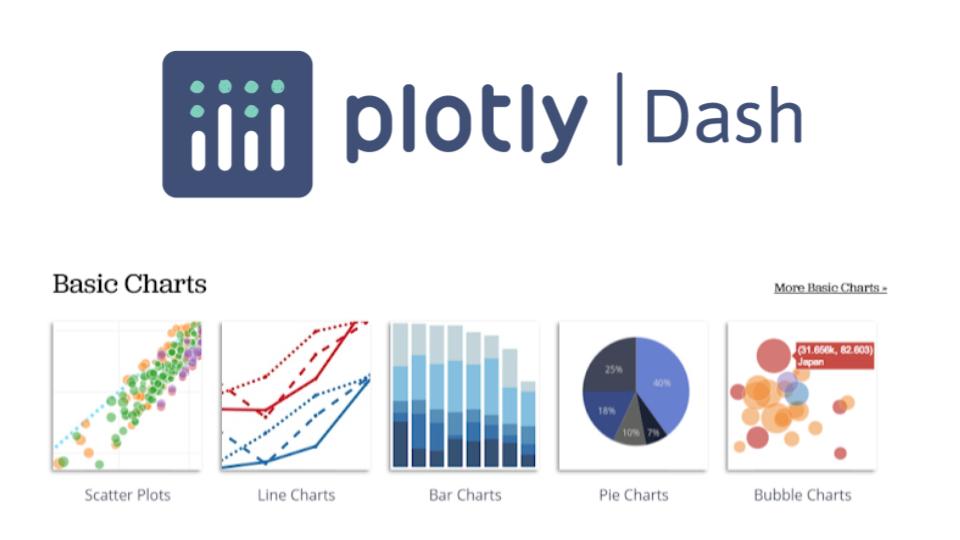 plotly | Dash
Basic Charts
More Basic Charts »
(31.656k, 82.603)
Japan
25%
40%
18%
10%
7%
Scatter Plots
Line Charts
Bar Charts
Pie Charts
Bubble Charts